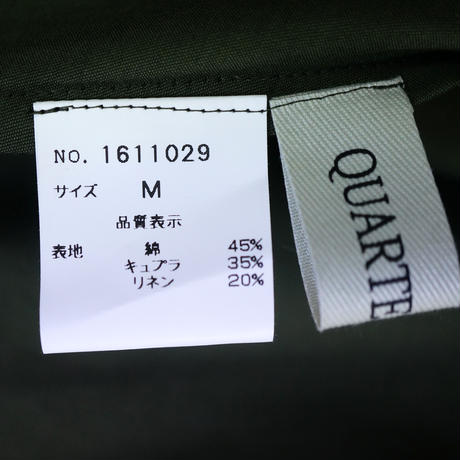 NO. 1611029
サイズ M
品質表示
表地 綿 45%
キュプラ 35%
リネン 20%
QUARTE